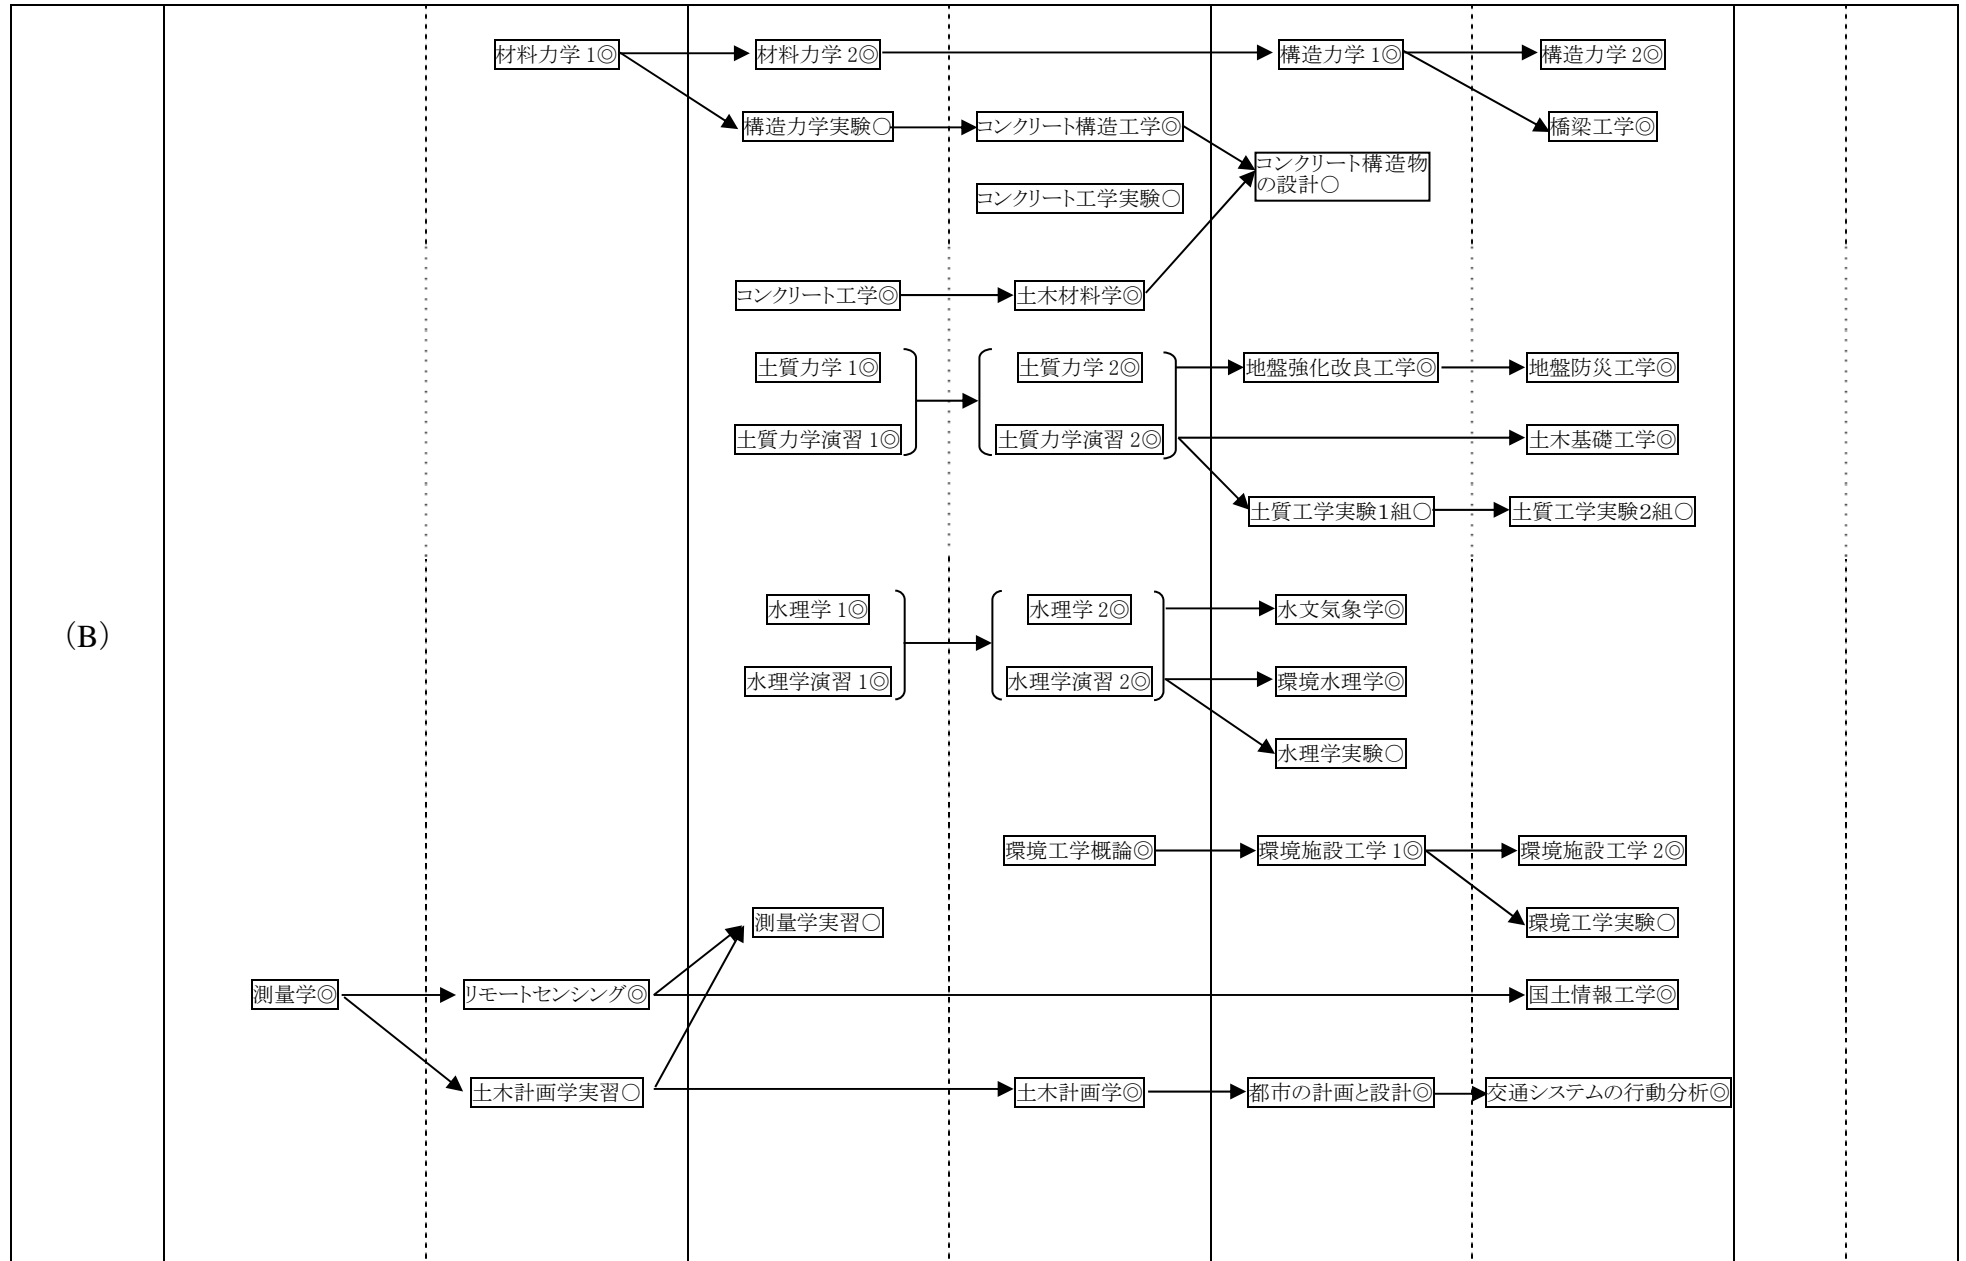 材料力学 1◎
材料力学 2◎
構造力学 1◎
構造力学 2◎
構造力学実験○
コンクリート構造工学◎
橋梁工学◎
コンクリート構造物
の設計○
コンクリート工学実験○
コンクリート工学◎
土木材料学◎
土質力学 1◎
土質力学 2◎
地盤強化改良工学◎
地盤防災工学◎
土質力学演習 1◎
土質力学演習 2◎
土木基礎工学◎
土質工学実験1組○
土質工学実験2組○
水理学 1◎
水理学 2◎
水文気象学◎
(B)
水理学演習 1◎
水理学演習 2◎
環境水理学◎
水理学実験○
環境工学概論◎
環境施設工学 1◎
環境施設工学 2◎
測量学実習○
環境工学実験○
測量学◎
リモートセンシング◎
国土情報工学◎
土木計画学実習○
土木計画学◎
都市の計画と設計◎
交通システムの行動分析◎